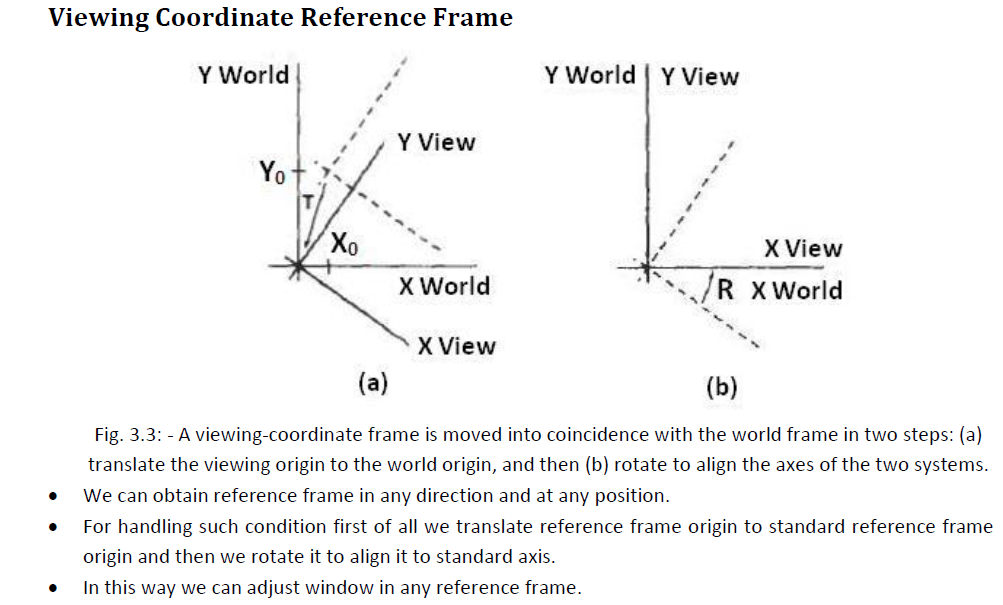 Viewing Coordinate Reference Frame
Y World
Y View
Y0
T
X0
X World
X View
(a)
Y World
Y View
X View
R
X World
(b)
Fig. 3.3: - A viewing-coordinate frame is moved into coincidence with the world frame in two steps: (a)
translate the viewing origin to the world origin, and then (b) rotate to align the axes of the two systems.
• We can obtain reference frame in any direction and at any position.
• For handling such condition first of all we translate reference frame origin to standard reference frame
origin and then we rotate it to align it to standard axis.
• In this way we can adjust window in any reference frame.